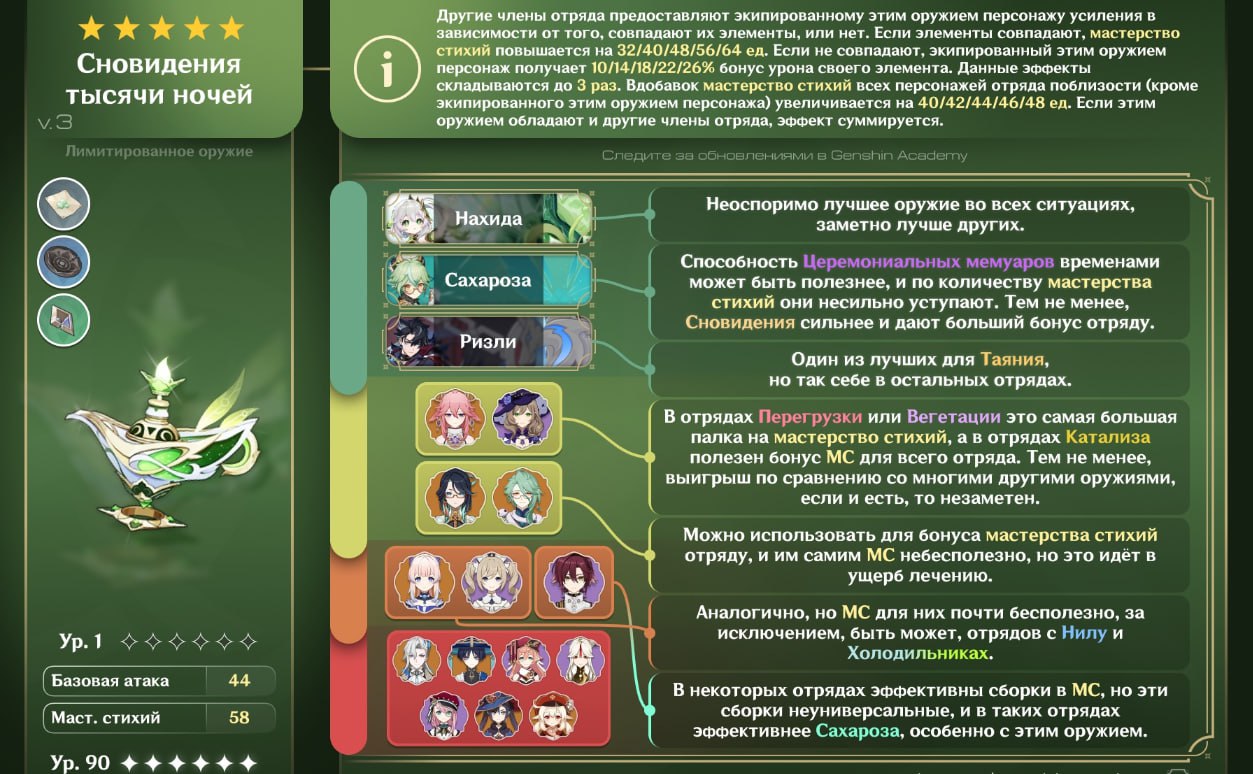 Сновидения
тысячи ночей
v.3
Лимитированное оружие
Другие члены отряда предоставляют экипированному этим оружием персонажу усиления в
зависимости от того, совпадают их элементы, или нет. Если элементы совпадают, мастерство
стихий повышается на 32/40/48/56/64 ед. Если не совпадают, экипированный этим оружием
персонаж получает 10/14/18/22/26% бонус урона своего элемента. Данные эффекты
складываются до 3 раз. Вдобавок мастерство стихий всех персонажей отряда поблизости (кроме
экипированного этим оружием персонажа) увеличивается на 40/42/44/46/48 ед. Если этим
оружием обладают и другие члены отряда, эффект суммируется.
Следите за обновлениями в Genshin Academy
Нахида
Неоспоримо лучшее оружие во всех ситуациях,
заметно лучше других.
Сахароза
Способность Церемониальных мемуаров временами
может быть полезнее, и по количеству мастерства
стихий они несильно уступают. Тем не менее,
Сновидения сильнее и дают больший бонус отряду.
Ризли
Один из лучших для Таяния,
но так себе в остальных отрядах.
В отрядах Перегрузки или Вегетации это самая большая
палка на мастерство стихий, а в отрядах Катализа
полезен бонус МС для всего отряда. Тем не менее,
выигрыш по сравнению со многими другими оружиями,
если и есть, то незаметен.
Можно использовать для бонуса мастерства стихий
отряду, и им самим МС небесполезно, но это идёт в
ущерб лечению.
Аналогично, но МС для них почти бесполезно, за
исключением, быть может, отрядов с Нилу и
Холодильниках.
В некоторых отрядах эффективны сборки в МС, но эти
сборки неуниверсальные, и в таких отрядах
эффективнее Сахароза, особенно с этим оружием.
Ур. 1
Базовая атака 44
Маст. стихий 58
Ур. 90